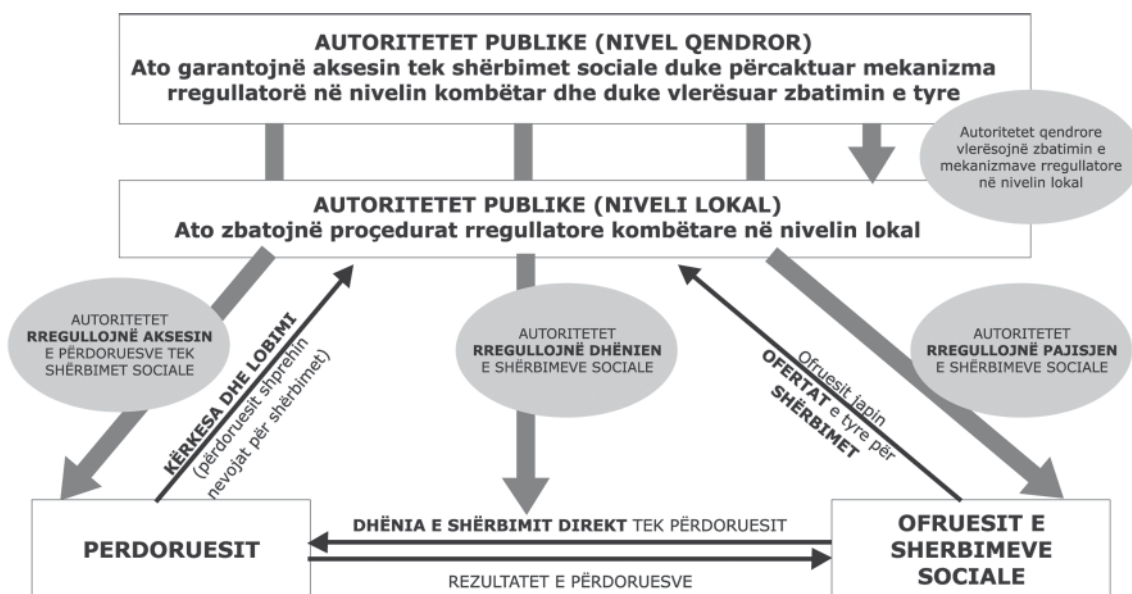 AUTORITETET PUBLIKE (NIVEL QENDROR)
Ato garantojnë aksesin tek shërbimet sociale duke përcaktuar mekanizma
rregullatorë në nivelin kombëtar dhe duke vlerësuar zbatimin e tyre
Autoritetet qendrore
vlerësojnë zbatimin e
mekanizmave rregullatore
në nivelin lokal
AUTORITETET PUBLIKE (NIVELI LOKAL)
Ato zbatojnë proçedurat rregullatore kombëtare në nivelin lokal
AUTORITETET
RREGULLOJNË AKSESIN
E PËRDORUESVE TEK
SHËRBIMET SOCIALE
KËRKESA DHE LOBIMI
(përdoruesit shprehin
nevojat për shërbimet)
AUTORITETET
RREGULLOJNË DHËNIEN
E SHËRBIMEVE SOCIALE
Ofruesit japin
OFERTAT e tyre për
SHËRBIMET
AUTORITETET
RREGULLOJNË PAJISJEN
E SHËRBIMEVE SOCIALE
PERDORUESIT
DHËNIA E SHËRBIMIT DIREKT TEK PËRDORUESIT
REZULTATET E PËRDORUESVE
OFRUESIT E
SHERBIMEVE
SOCIALE